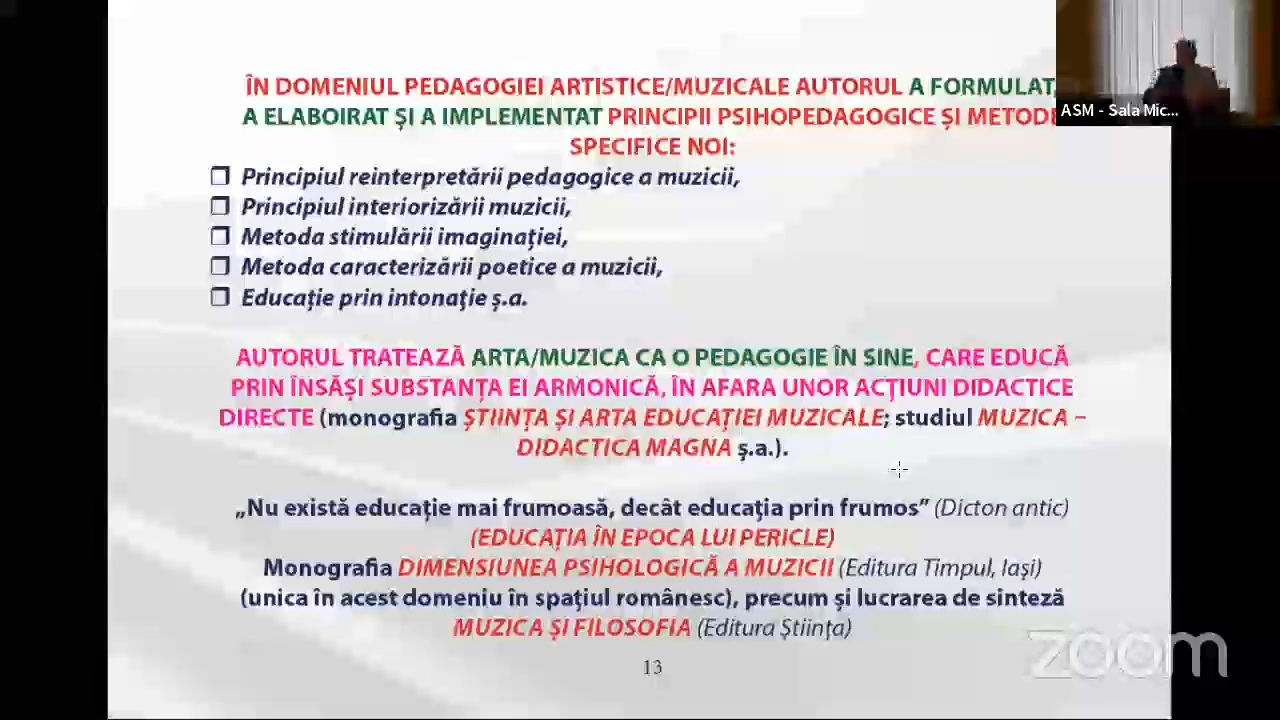 ÎN DOMENIUL PEDAGOGIEI ARTISTICE/MUZICALE AUTORUL A FORMULAT,
A ELABOIRAT ȘI A IMPLEMENTAT PRINCIPII PSIHOPEDAGOGICE ȘI METODE
SPECIFICE NOI:
❒ Principiul reinterpretării pedagogice a muzicii,
❒ Principiul interiorizării muzicii,
❒ Metoda stimulării imaginației,
❒ Metoda caracterizării poetice a muzicii,
❒ Educație prin intonație ș.a.
AUTORUL TRATEAZĂ ARTA/MUZICA CA O PEDAGOGIE ÎN SINE, CARE EDUCĂ
PRIN ÎNSĂȘI SUBSTANȚA EI ARMONICĂ, ÎN AFARA UNOR ACȚIUNI DIDACTICE
DIRECTE (monografia ȘTIINȚA ȘI ARTA EDUCAȚIEI MUZICALE; studiul MUZICA –
DIDACTICA MAGNA ș.a.).
„Nu există educație mai frumoasă, decât educația prin frumos” (Dicton antic)
(EDUCAȚIA ÎN EPOCA LUI PERICLE)
Monografia DIMENSIUNEA PSIHOLOGICĂ A MUZICII (Editura Timpul, Iași)
(unica în acest domeniu în spațiul românesc), precum și lucrarea de sinteză
MUZICA ȘI FILOSOFIA (Editura Știința)
13
ASM - Sala Mic...
zoom